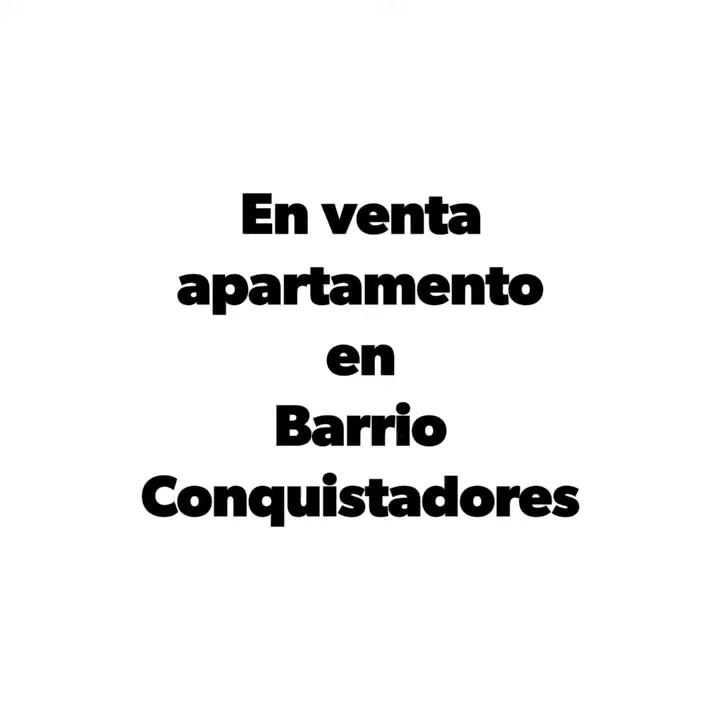 En venta
apartamento
en
Barrio
Conquistadores